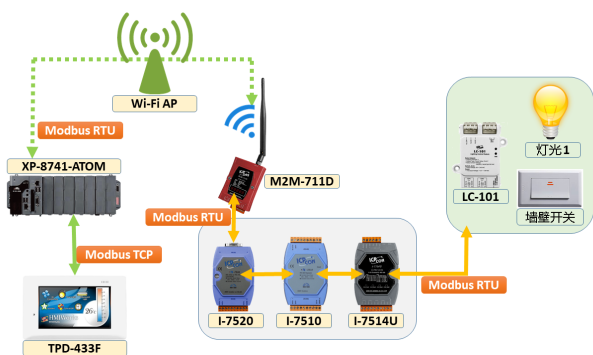 Wi-Fi AP
Modbus RTU
XP-8741-ATOM
M2M-711D
Modbus RTU
Modbus TCP
TPD-433F
I-7520
I-7510
I-7514U
Modbus RTU
灯光1
LC-101
墙壁开关